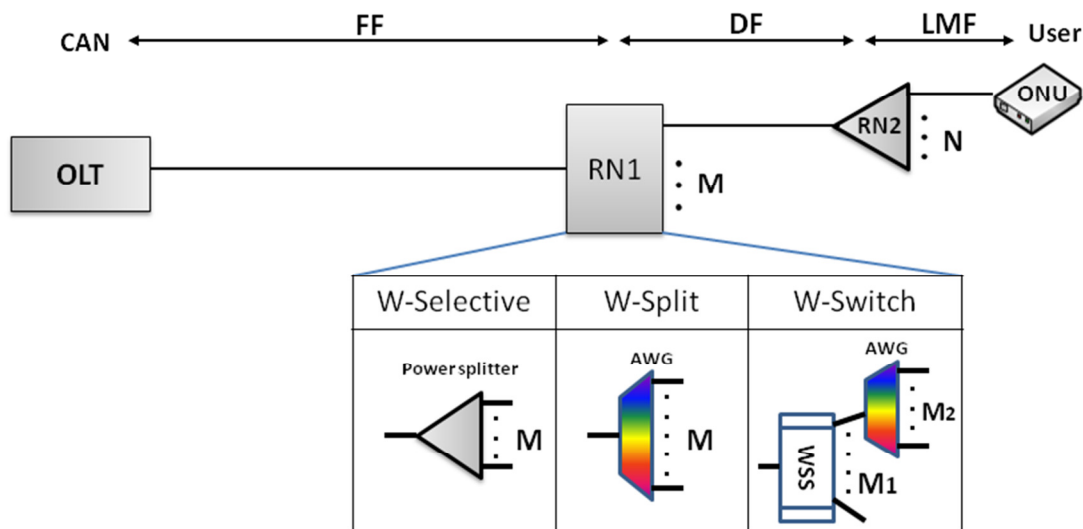 CAN FF DF LMF User
OLT
RN1
M
RN2
N
ONU
W-Selective W-Split W-Switch
Power splitter
M
AWG
M
WSS
M1
AWG
M2